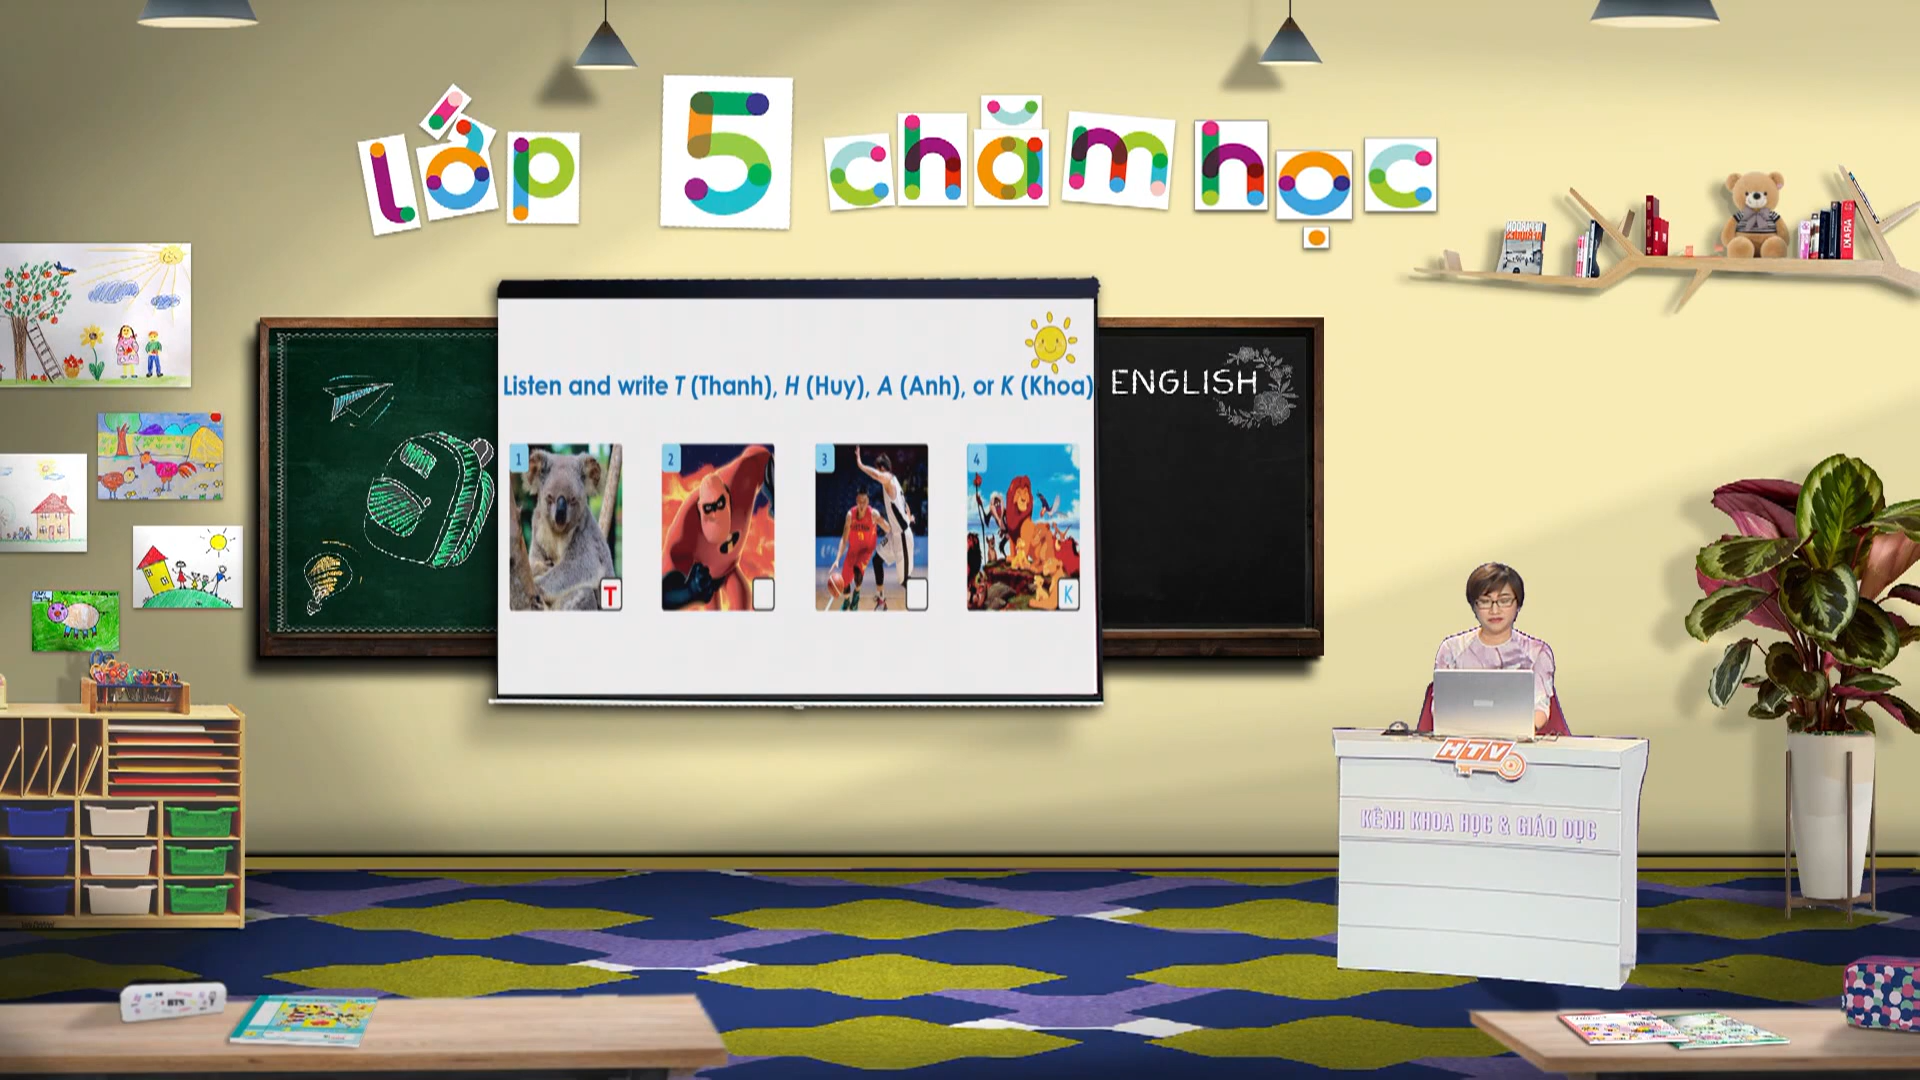 lớp 5 chăm học
Listen and write T (Thanh), H (Huy), A (Anh), or K (Khoa)
ENGLISH
1
2
3
4
T
K
HTV
KÊNH KHOA HỌC & GIÁO DỤC